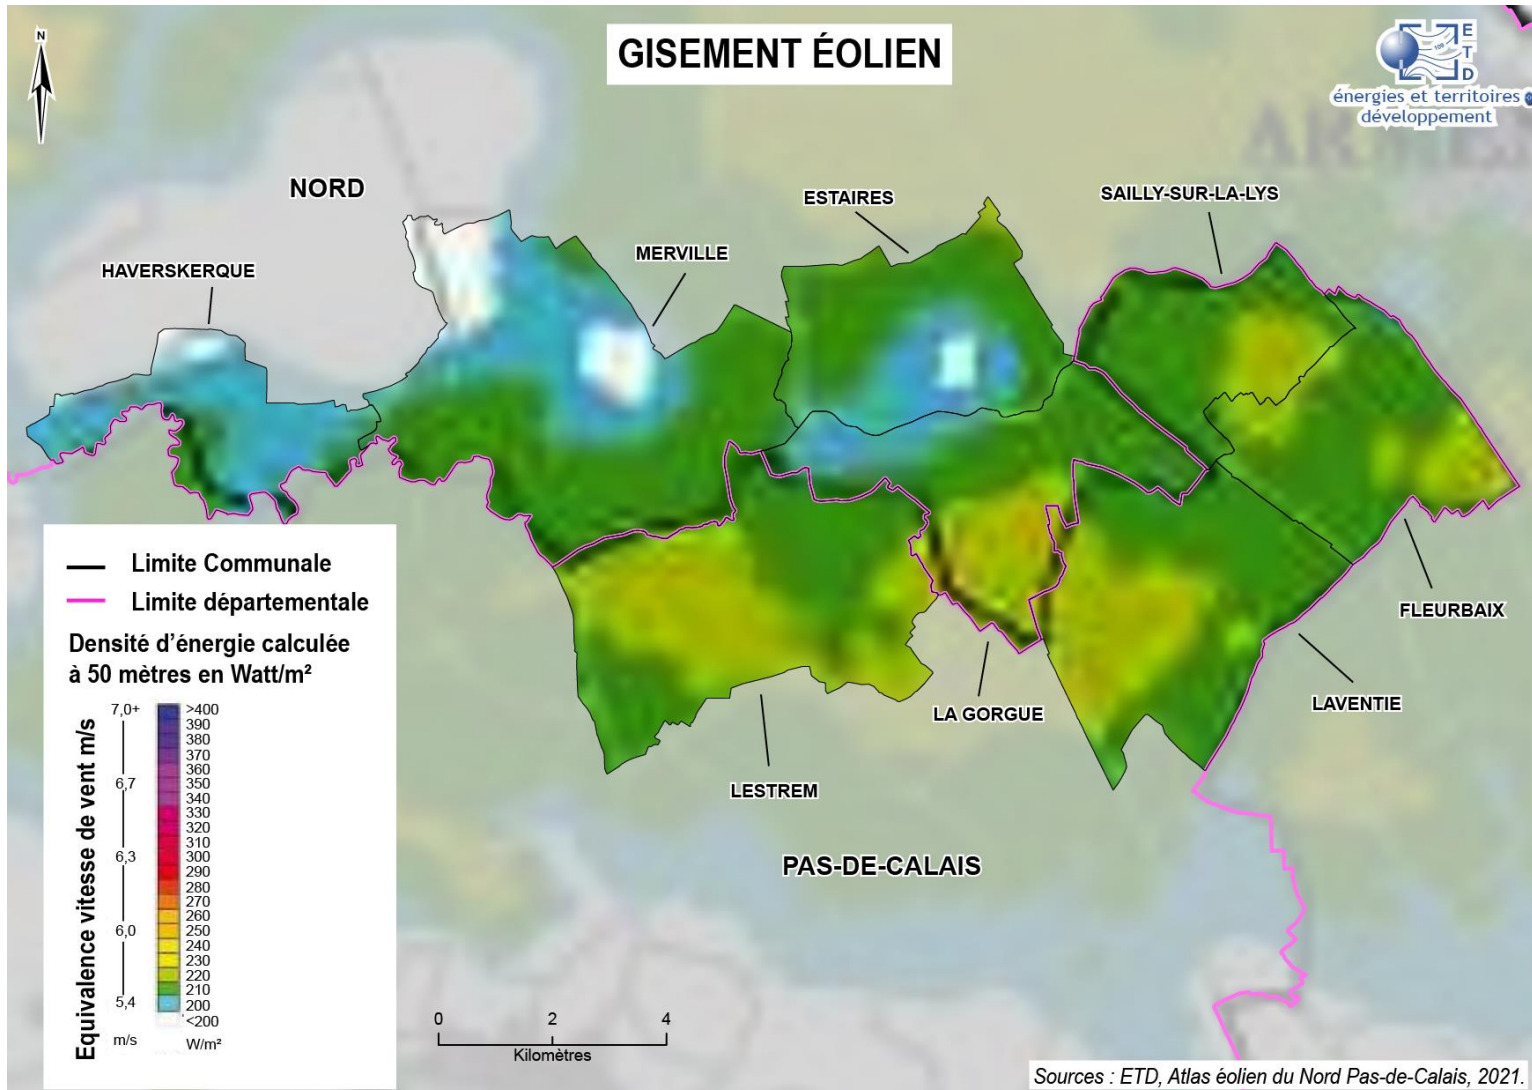 GISEMENT ÉOLIEN
N
E
T
D
énergies et territoires
développement
NORD
HAVERSKERQUE
MERVILLE
ESTAIRES
SAILLY-SUR-LA-LYS
FLEURBAIX
LAVENTIE
LA GORGUE
LESTREM
PAS-DE-CALAIS
Limite Communale
Limite départementale
Densité d'énergie calculée
à 50 mètres en Watt/m²
Equivalence vitesse de vent m/s
7,0+
6,7
6,3
6,0
5,4
m/s
>400
390
380
370
360
350
340
330
320
310
300
290
280
270
260
250
240
230
220
210
200
<200
W/m²
0 2 4
Kilomètres
Sources : ETD, Atlas éolien du Nord Pas-de-Calais, 2021.